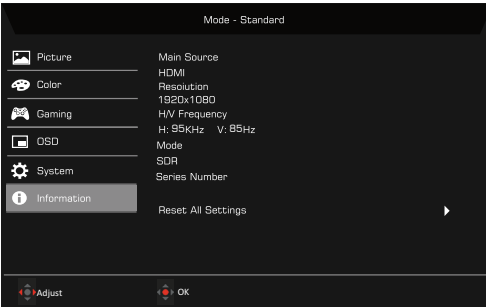 Mode - Standard
Picture
Color
Gaming
OSD
System
Information
Main Source
HDMI
Resoiution
1920x1080
H/V Frequency
H: 95KHz V: 85Hz
Mode
SDR
Series Number
Reset All Settings
Adjust
OK